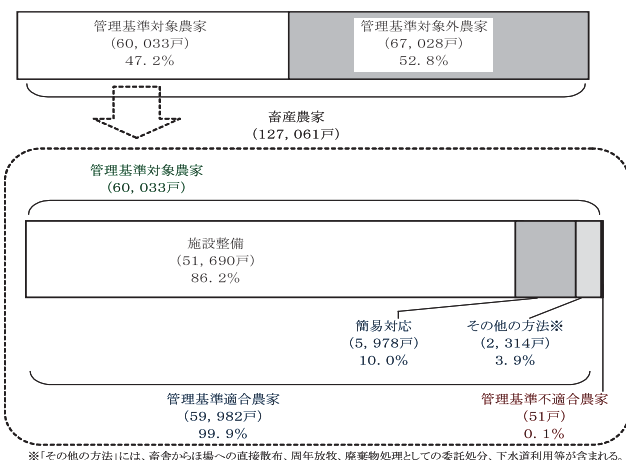 管理基準対象農家
(60, 033戸)
47. 2%
管理基準対象外農家
(67, 028戸)
52. 8%
畜産農家
(127, 061戸)
管理基準対象農家
(60, 033戸)
施設整備
(51, 690戸)
86. 2%
簡易対応
(5, 978戸)
10. 0%
その他の方法※
(2, 314戸)
3. 9%
管理基準適合農家
(59, 982戸)
99. 9%
管理基準不適合農家
(51戸)
0. 1%
※「その他の方法」には、畜舎からほ場への直接散布、周年放牧、廃棄物処理としての委託処分、下水道利用等が含まれる。